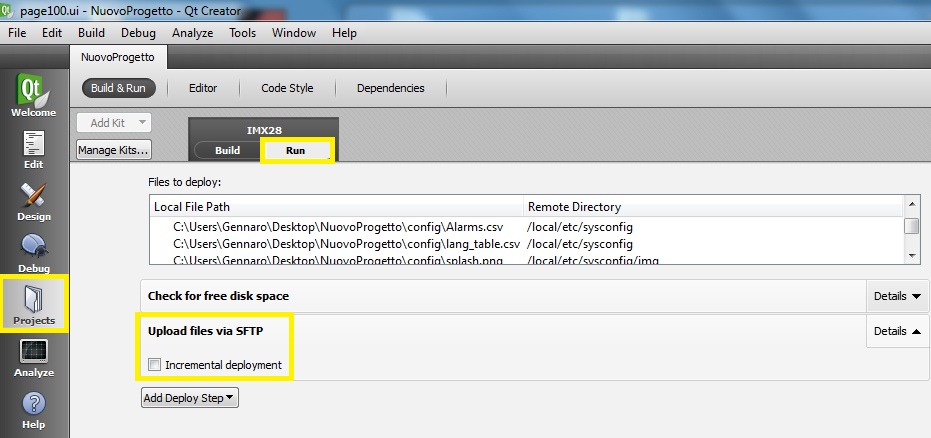 page100.ui - NuovoProgetto - Qt Creator
File Edit Build Debug Analyze Tools Window Help
NuovoProgetto
Build & Run Editor Code Style Dependencies
Qt
Welcome
Edit
Design
Debug
Projects
Analyze
Help
Add Kit
Manage Kits...
IMX28
Build Run
Files to deploy:
Local File Path Remote Directory
C:\Users\Gennaro\Desktop\NuovoProgetto\config\Alarms.csv /local/etc/sysconfig
C:\Users\Gennaro\Desktop\NuovoProgetto\config\lang_table.csv /local/etc/sysconfig
C:\Users\Gennaro\Desktop\NuovoProgetto\config\splash.png /local/etc/sysconfig/img
Check for free disk space Details
Upload files via SFTP Details
Incremental deployment
Add Deploy Step